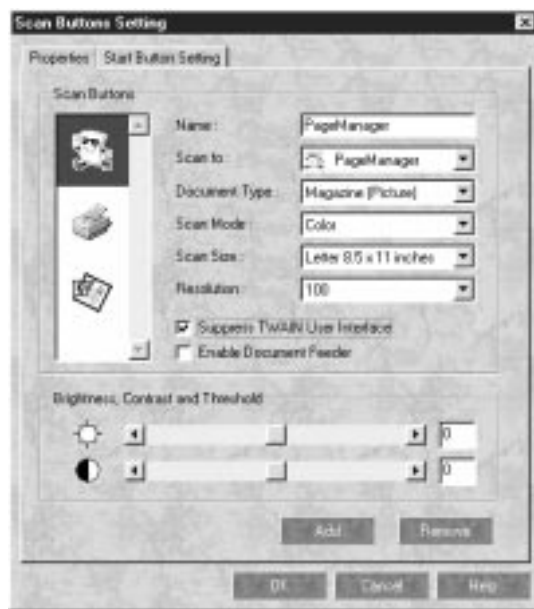 Scan Buttons Setting
Properties Start Button Setting
Scan Buttons
Name : PageManager
Scan to : PageManager
Document Type : Magazine (Picture)
Scan Mode : Color
Scan Size : Letter 8.5 x 11 inches
Resolution : 100
Suppress TWAIN User Interface
Enable Document Feeder
Brightness, Contrast and Threshold
0
0
Add Remove
OK Cancel Help